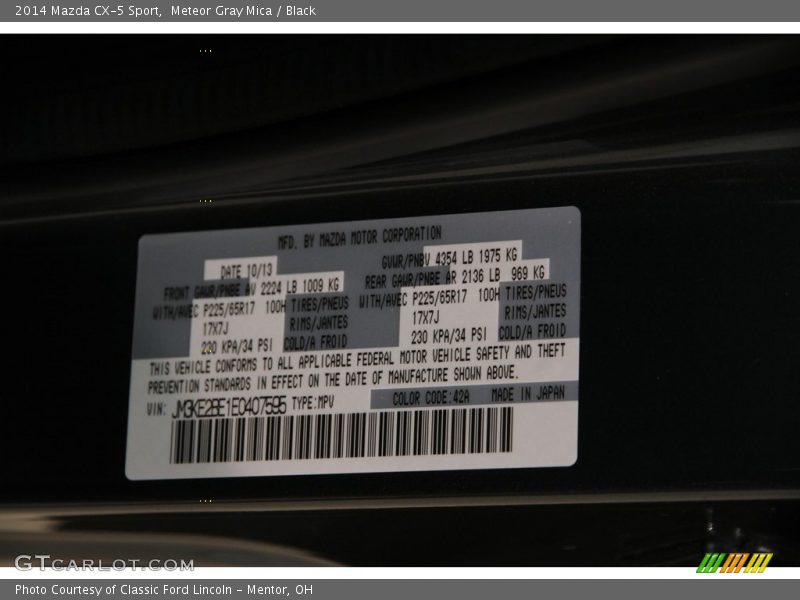 2014 Mazda CX-5 Sport,  Meteor Gray Mica / Black
MFD. BY MAZDA MOTOR CORPORATION
DATE 10/13 GVWR/PNBV 4354 LB 1975 KG
FRONT GAWR/PNBE AV 2224 LB 1009 KG REAR GAWR/PNBE AR 2136 LB 969 KG
WITH/AVEC P225/65R17 100H TIRES/PNEUS WITH/AVEC P225/65R17 100H TIRES/PNEUS
17X7J RIMS/JANTES 17X7J RIMS/JANTES
230 KPA/34 PSI COLD/A FROID 230 KPA/34 PSI COLD/A FROID
THIS VEHICLE CONFORMS TO ALL APPLICABLE FEDERAL MOTOR VEHICLE SAFETY AND THEFT
PREVENTION STANDARDS IN EFFECT ON THE DATE OF MANUFACTURE SHOWN ABOVE.
VIN: JM3KE2BE1E0407595 TYPE:MPV COLOR CODE:42A MADE IN JAPAN
GTCARLOT.COM
Photo Courtesy of Classic Ford Lincoln - Mentor, OH